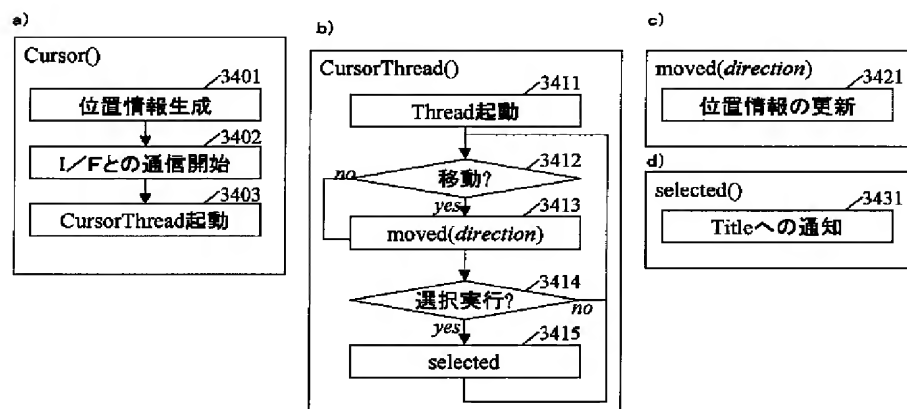 a)
Cursor()
3401
位置情報生成
3402
I／Fとの通信開始
3403
CursorThread起動
b)
CursorThread()
3411
Thread起動
3412
移動?
no
yes
3413
moved(direction)
3414
選択実行?
no
yes
3415
selected
c)
moved(direction)
3421
位置情報の更新
d)
selected()
3431
Titleへの通知